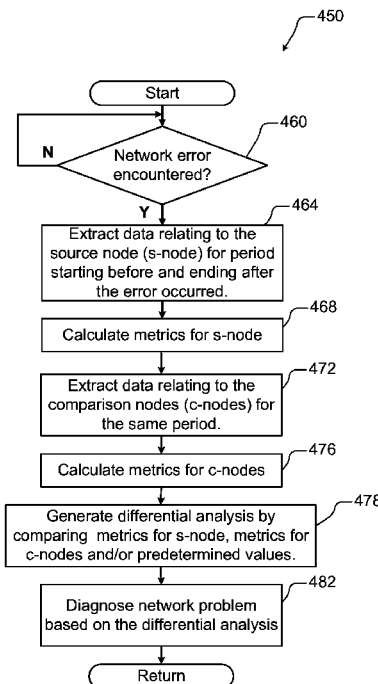 450
Start
460
Network error
encountered?
N
Y
464
Extract data relating to the
source node (s-node) for period
starting before and ending after
the error occurred.
468
Calculate metrics for s-node
472
Extract data relating to the
comparison nodes (c-nodes) for
the same period.
476
Calculate metrics for c-nodes
478
Generate differential analysis by
comparing metrics for s-node, metrics for
c-nodes and/or predetermined values.
482
Diagnose network problem
based on the differential analysis
Return